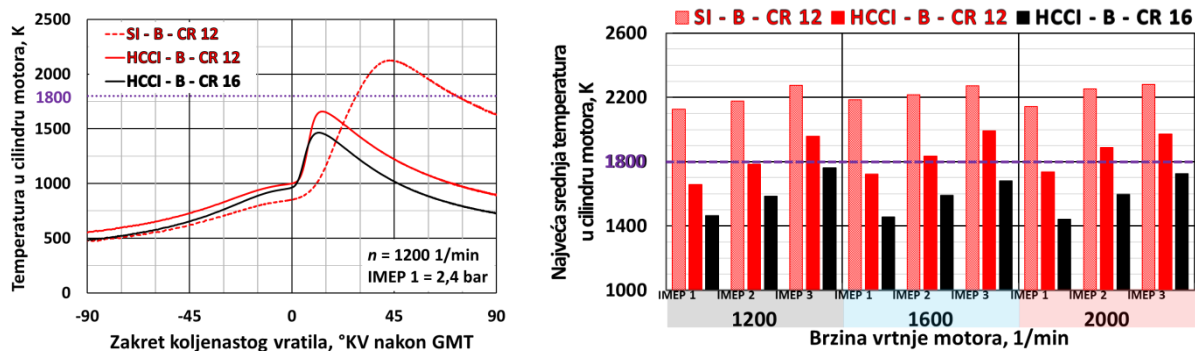 Temperatura u cilindru motora, K
2500
2000
1800
1500
1000
500
0
SI - B - CR 12
HCCI - B - CR 12
HCCI - B - CR 16
n = 1200 1/min
IMEP 1 = 2,4 bar
-90 -45 0 45 90
Zakret koljenastog vratila, °KV nakon GMT
SI - B - CR 12 HCCI - B - CR 12 HCCI - B - CR 16
Najveća srednja temperatura
u cilindru motora, K
2600
2200
1800
1400
1000
IMEP 1 IMEP 2 IMEP 3 IMEP 1 IMEP 2 IMEP 3 IMEP 1 IMEP 2 IMEP 3
1200 1600 2000
Brzina vrtnje motora, 1/min